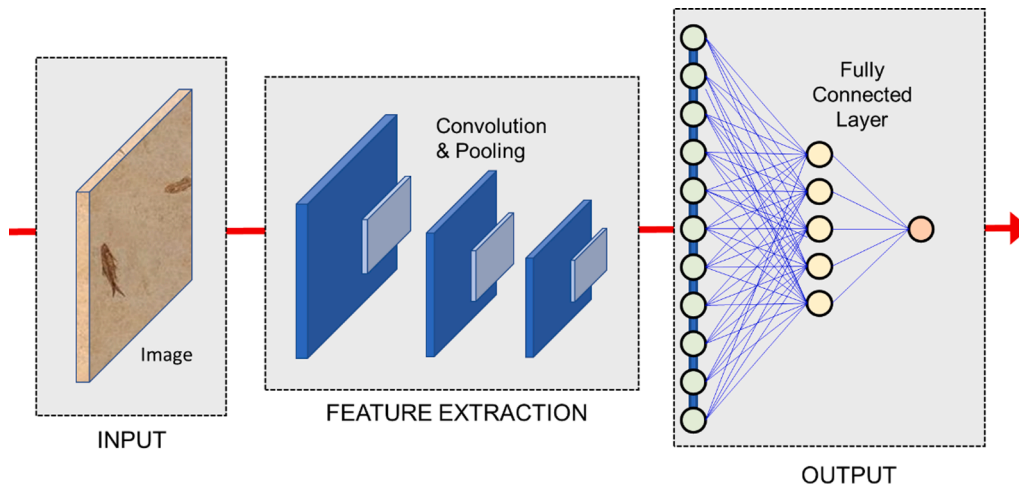 Image
INPUT
Convolution
& Pooling
FEATURE EXTRACTION
Fully
Connected
Layer
OUTPUT